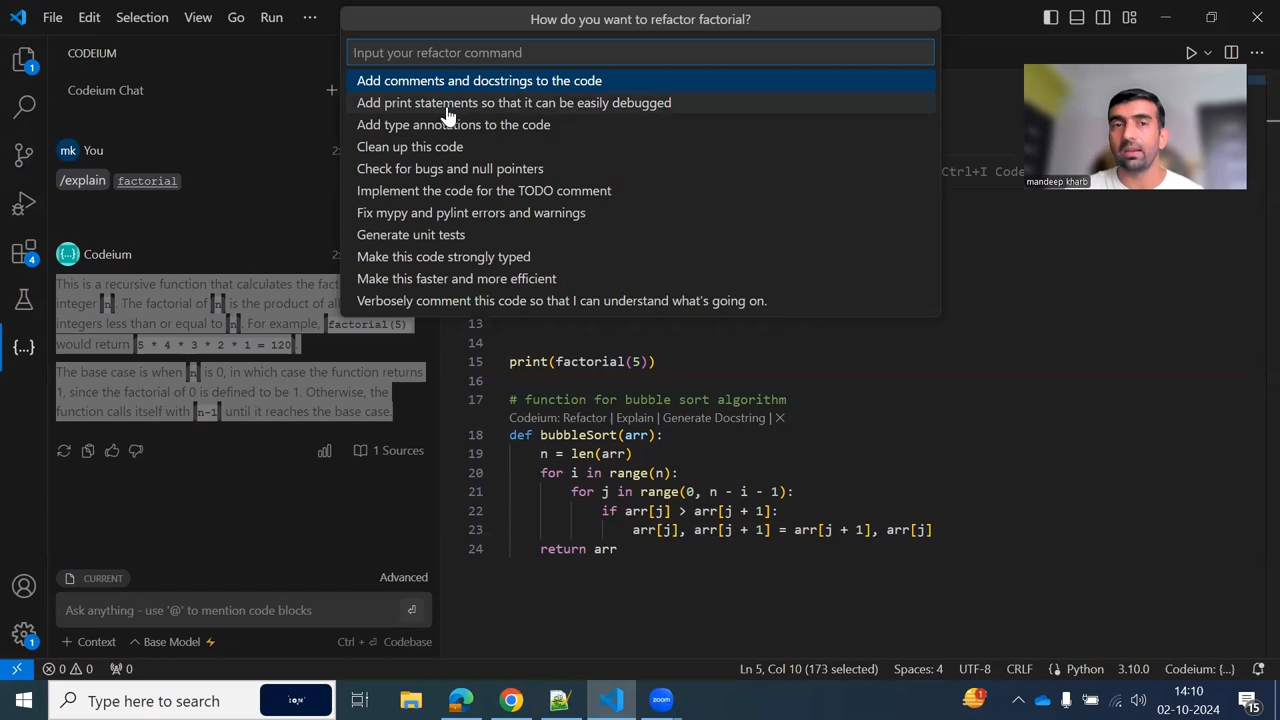 File Edit Selection View Go Run ···
How do you want to refactor factorial?
Input your refactor command
Add comments and docstrings to the code
Add print statements so that it can be easily debugged
Add type annotations to the code
Clean up this code
Check for bugs and null pointers
Implement the code for the TODO comment
Fix mypy and pylint errors and warnings
Generate unit tests
Make this code strongly typed
Make this faster and more efficient
Verbosely comment this code so that I can understand what's going on.
CODEIUM
Codeium Chat
mk You
/explain factorial
{...} Codeium
This is a recursive function that calculates the fact
integer n. The factorial of n is the product of all
integers less than or equal to n. For example, factorial(5)
would return 5 * 4 * 3 * 2 * 1 = 120.
The base case is when n is 0, in which case the function returns
1, since the factorial of 0 is defined to be 1. Otherwise, the
function calls itself with n-1 until it reaches the base case.
1 Sources
CURRENT
Advanced
Ask anything - use '@' to mention code blocks
+ Context Base Model Ctrl + Codebase
1
4
{...}
1
mandeep kharb
Ctrl+I
13
14
15 print(factorial(5))
16
17 # function for bubble sort algorithm
Codeium: Refactor | Explain | Generate Docstring | ×
18 def bubbleSort(arr):
19 n = len(arr)
20 for i in range(n):
21 for j in range(0, n - i - 1):
22 if arr[j] > arr[j + 1]:
23 arr[j], arr[j + 1] = arr[j + 1], arr[j]
24 return arr
0 0 0 Ln 5, Col 10 (173 selected) Spaces: 4 UTF-8 CRLF Python 3.10.0 Codeium: {...}
Type here to search
zoom
1
14:10
02-10-2024
15